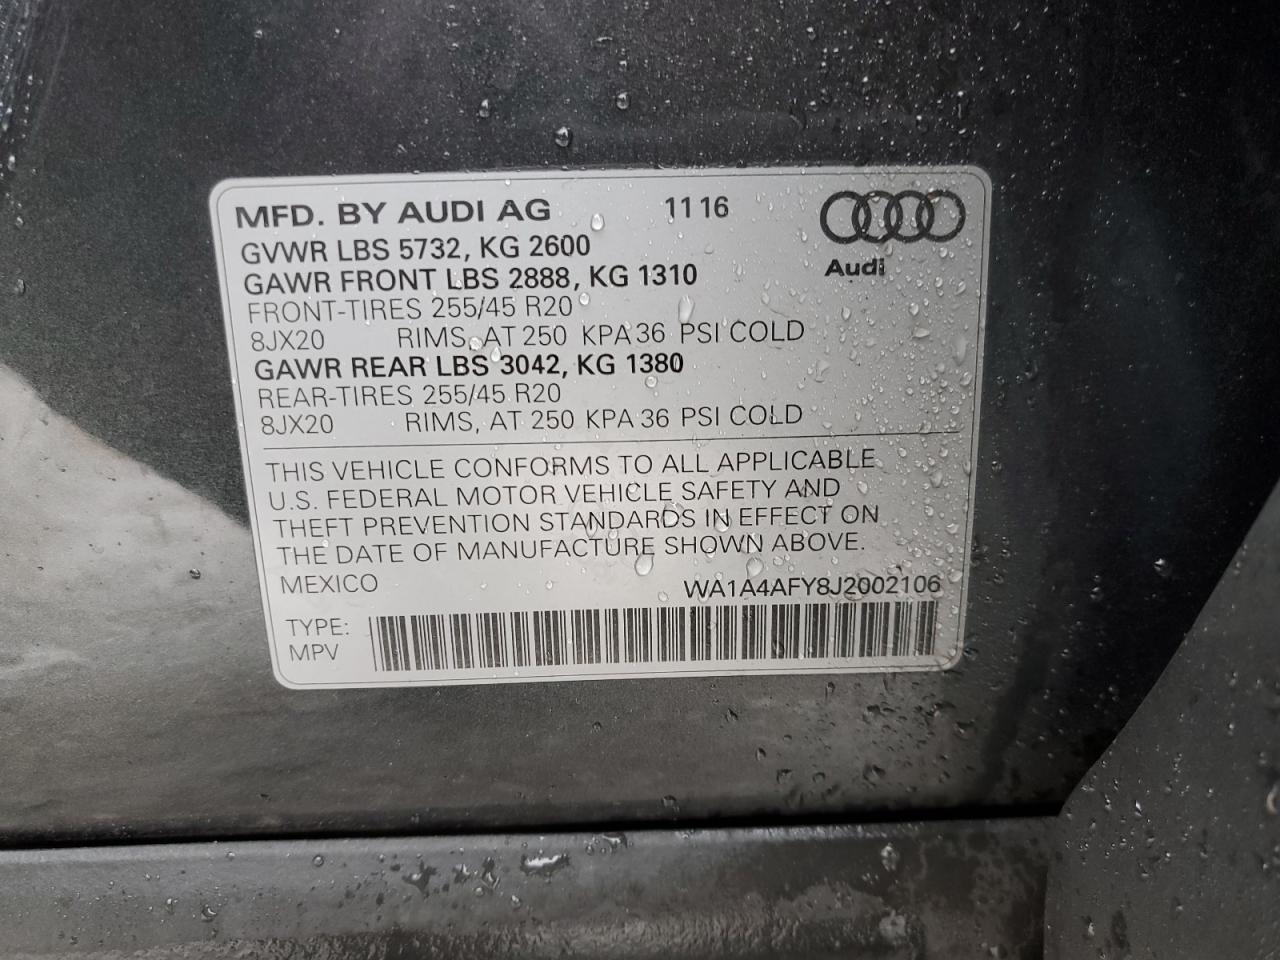 MFD. BY AUDI AG 11 16
Audi
GVWR LBS 5732, KG 2600
GAWR FRONT LBS 2888, KG 1310
FRONT-TIRES 255/45 R20
8JX20 RIMS, AT 250 KPA 36 PSI COLD
GAWR REAR LBS 3042, KG 1380
REAR-TIRES 255/45 R20
8JX20 RIMS, AT 250 KPA 36 PSI COLD
THIS VEHICLE CONFORMS TO ALL APPLICABLE
U.S. FEDERAL MOTOR VEHICLE SAFETY AND
THEFT PREVENTION STANDARDS IN EFFECT ON
THE DATE OF MANUFACTURE SHOWN ABOVE.
MEXICO WA1A4AFY8J2002106
TYPE:
MPV